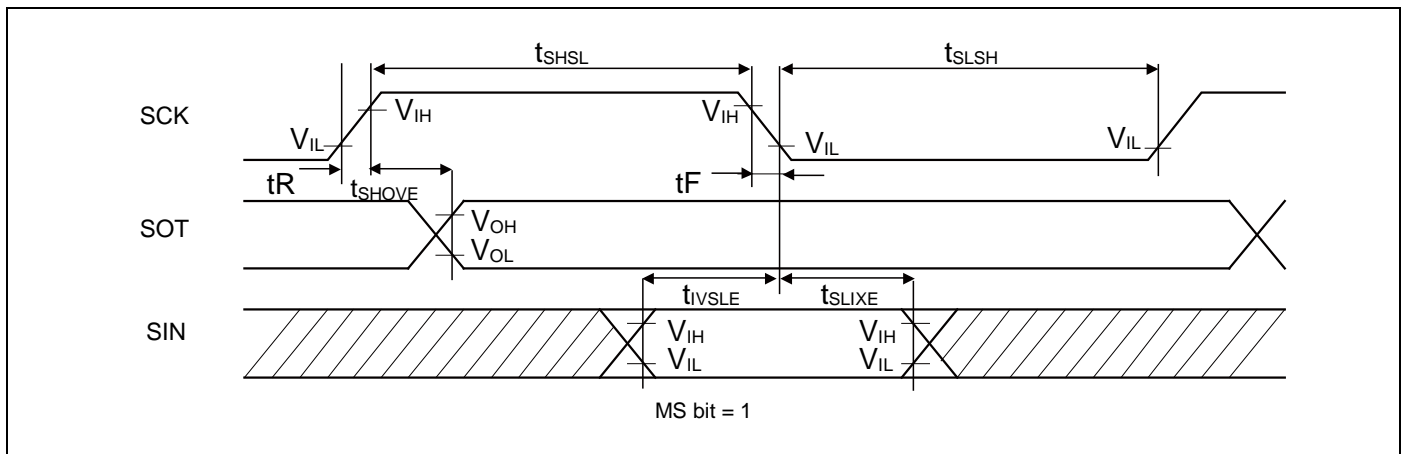 tSHSL tSLSH
SCK VIH VIH
VIL VIL VIL
tR tSHOVE tF
SOT VOH
VOL
tIVSLE tSLIXE
SIN VIH VIH
VIL VIL
MS bit = 1